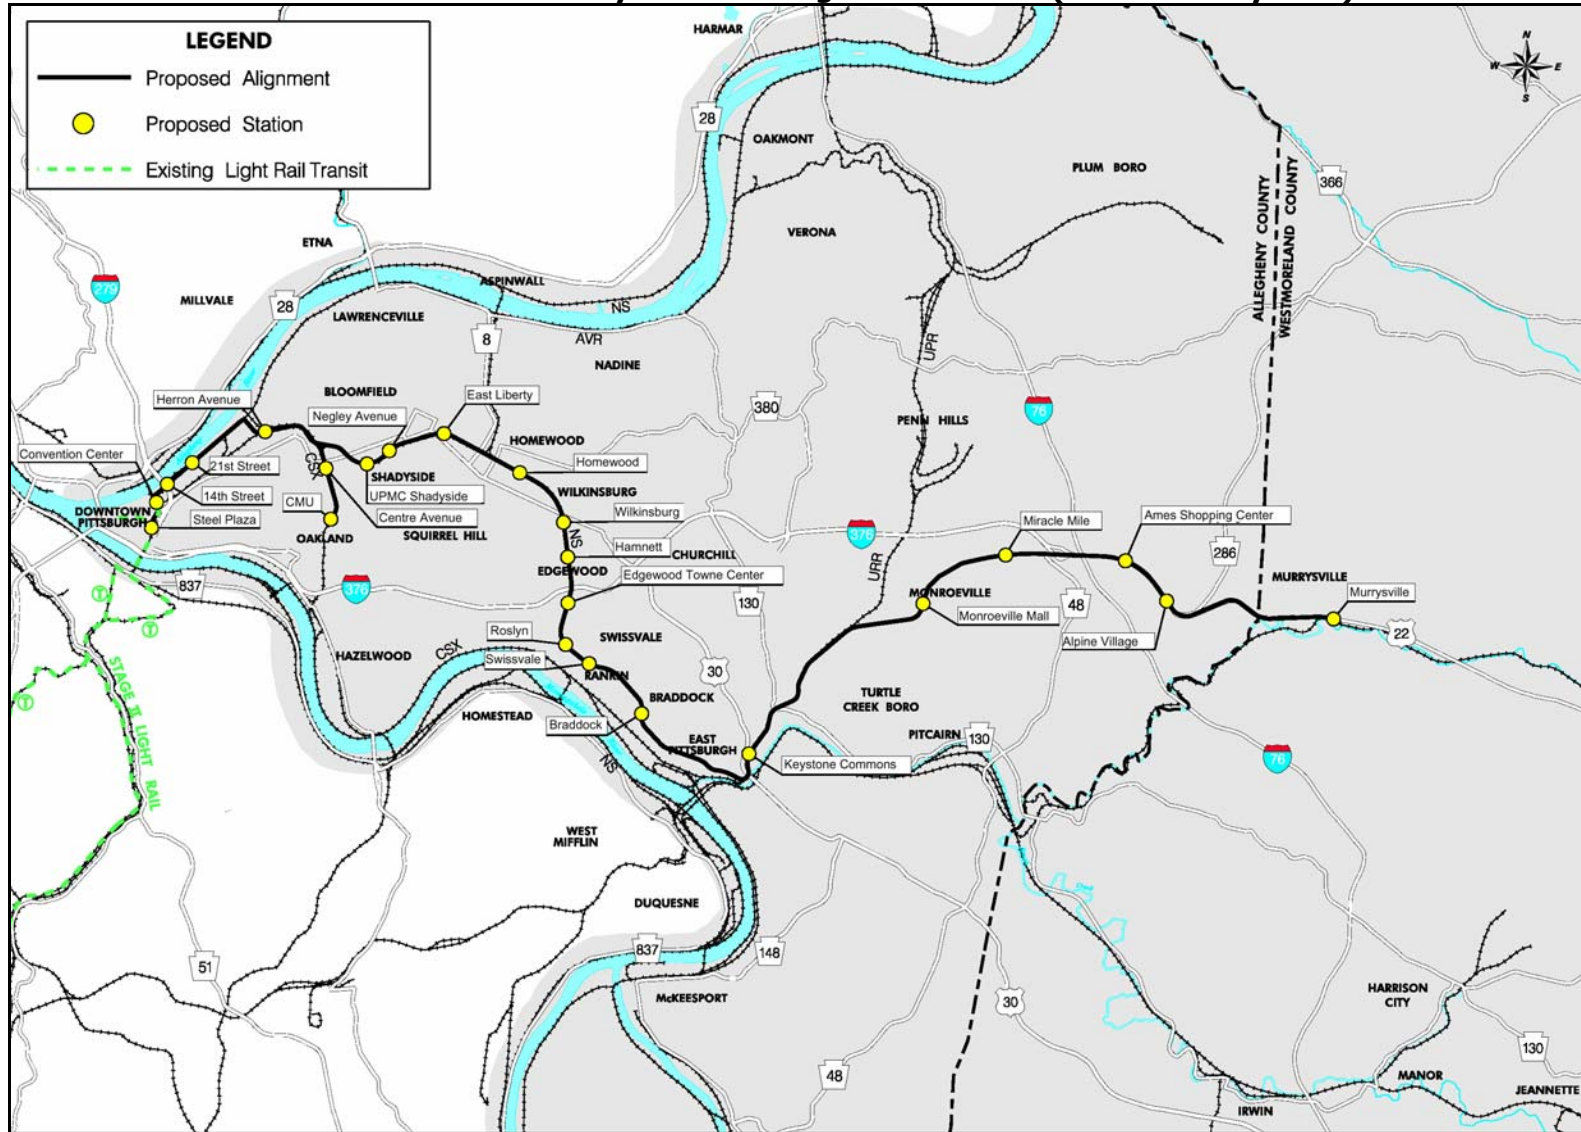 LEGEND
Proposed Alignment
Proposed Station
Existing Light Rail Transit
HARMAR
N
W
E
S
28
OAKMONT
PLUM BORO
366
ALLEGHENY COUNTY
WESTMORELAND COUNTY
VERONA
ETNA
ASPINWALL
279
MILLVALE
28
NS
LAWRENCEVILLE
8
AVR
UPR
NADINE
BLOOMFIELD
East Liberty
Herron Avenue
Negley Avenue
380
76
PENN HILLS
HOMEWOOD
Convention Center
CSX
Homewood
21st Street
SHADYSIDE
14th Street
UPMC Shadyside
WILKINSBURG
CMU
DOWNTOWN
PITTSBURGH
Steel Plaza
Centre Avenue
Wilkinsburg
Miracle Mile
Ames Shopping Center
OAKLAND
SQUIRREL HILL
NS
376
Hamnett
CHURCHILL
286
URR
EDGEWOOD
Edgewood Towne Center
837
376
MURRYSVILLE
Murrysville
130
MONROEVILLE
48
Monroeville Mall
T
T
T
Roslyn
SWISSVALE
22
Alpine Village
CSX
HAZELWOOD
Swissvale
30
RANKIN
STAGE II LIGHT RAIL
BRADDOCK
TURTLE
CREEK BORO
HOMESTEAD
Braddock
EAST
PITTSBURGH
PITCAIRN
130
NS
Keystone Commons
76
WEST
MIFFLIN
DUQUESNE
837
148
51
McKEESPORT
30
HARRISON
CITY
48
130
MANOR
JEANNETTE
IRWIN